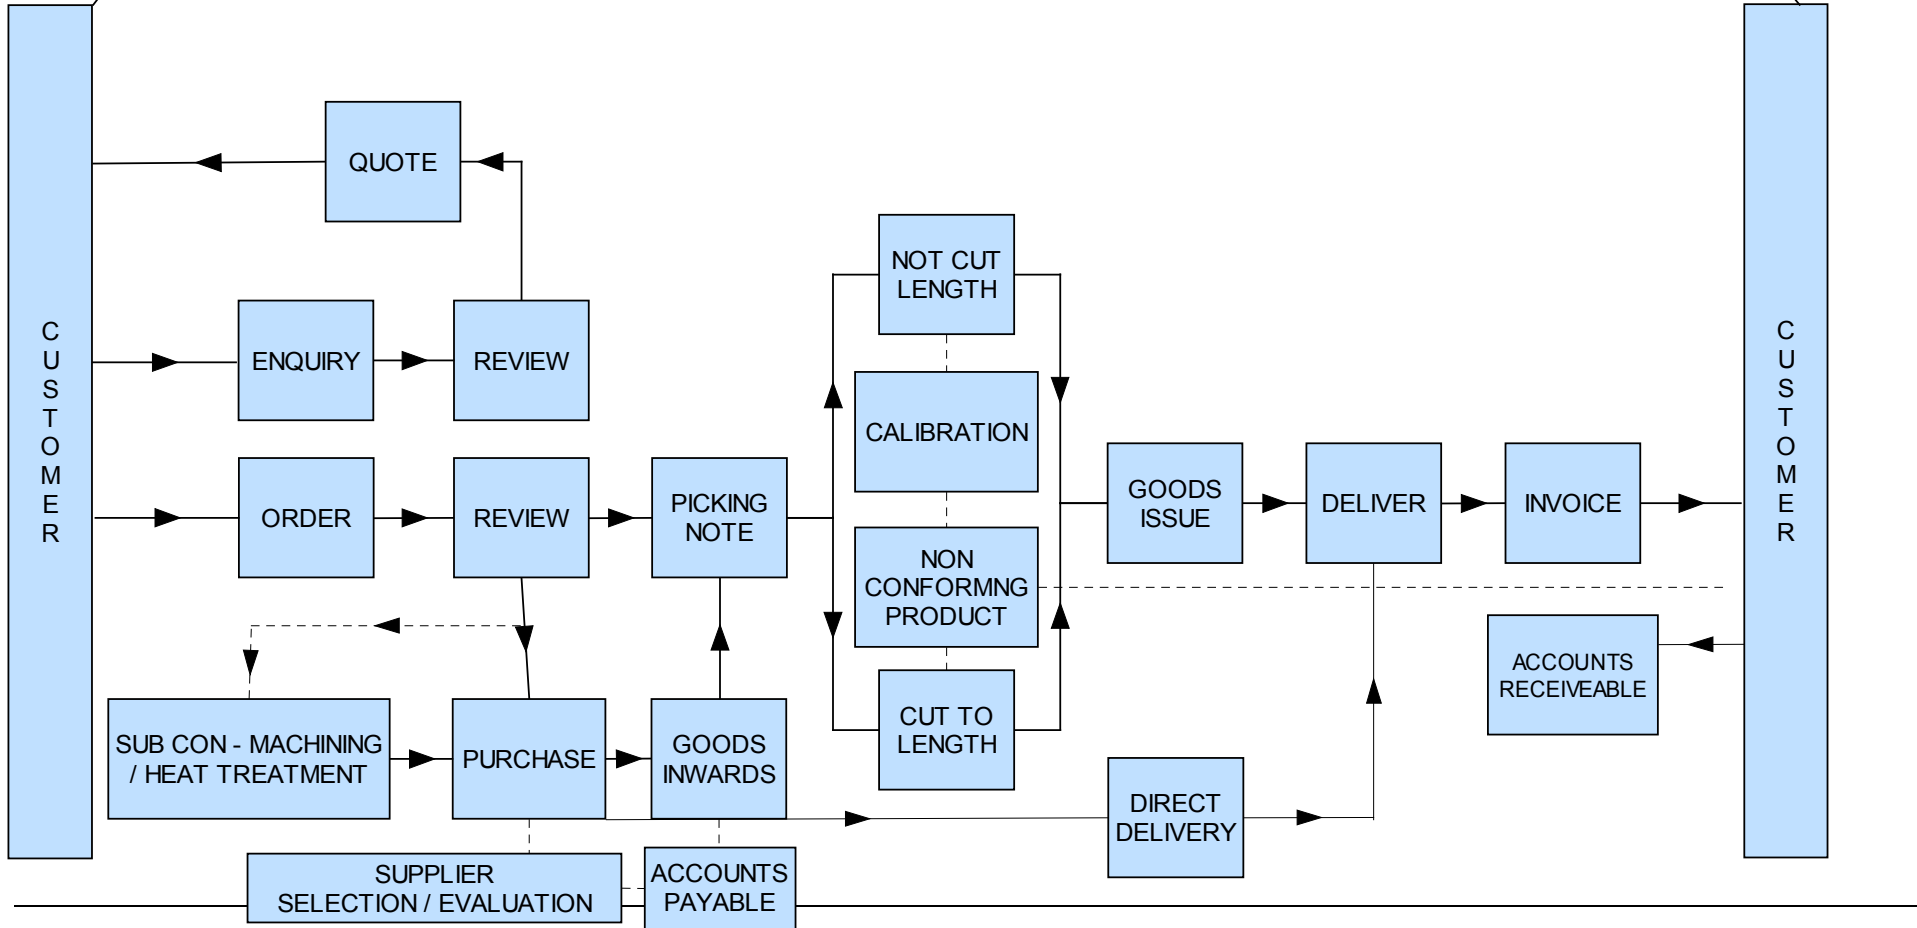 C
U
S
T
O
M
E
R
QUOTE
ENQUIRY
REVIEW
ORDER
REVIEW
PICKING
NOTE
NOT CUT
LENGTH
CALIBRATION
NON
CONFORMNG
PRODUCT
CUT TO
LENGTH
GOODS
ISSUE
DELIVER
INVOICE
SUB CON - MACHINING
/ HEAT TREATMENT
PURCHASE
GOODS
INWARDS
DIRECT
DELIVERY
ACCOUNTS
RECEIVEABLE
SUPPLIER
SELECTION / EVALUATION
ACCOUNTS
PAYABLE
C
U
S
T
O
M
E
R